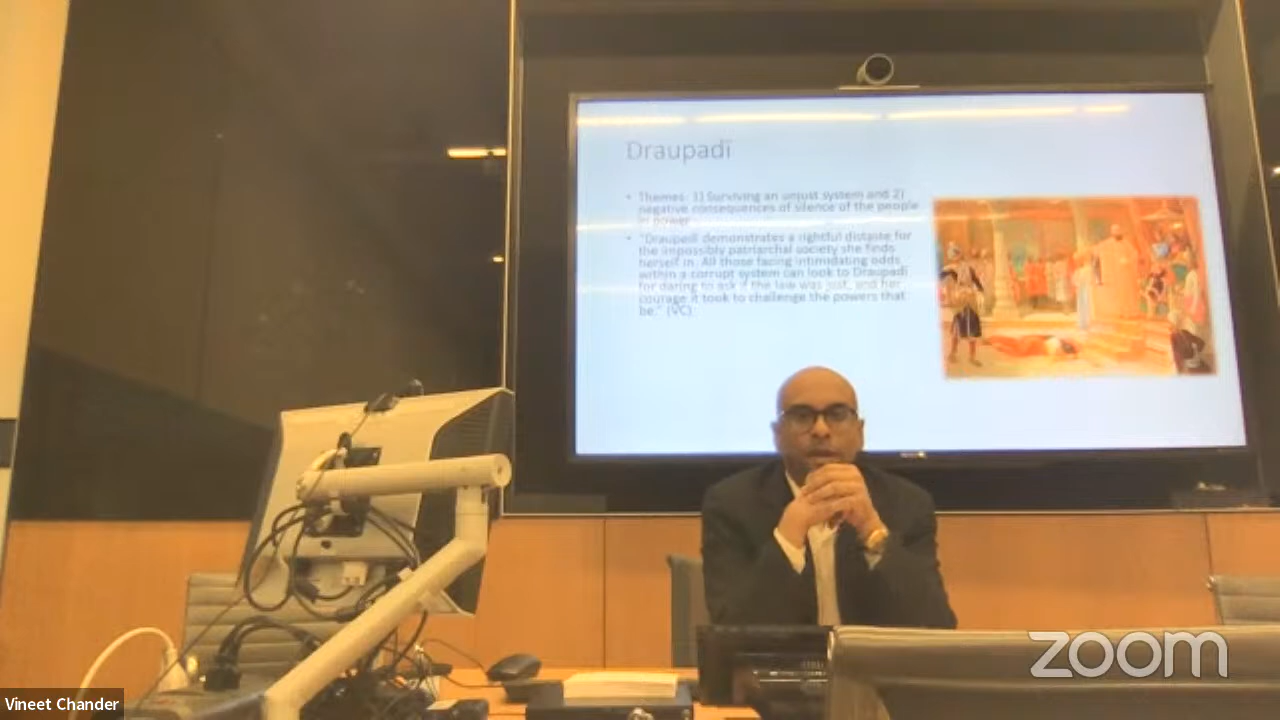 Draupadī
• Themes: 1) Surviving an unjust system and 2)
negative consequences of silence of the people
in power
• "Draupadī demonstrates a rightful distaste for
the impossibly patriarchal society she finds
herself in. All those facing intimidating odds
within a corrupt system can look to Draupadī
for daring to ask if the law was just, and her
courage it took to challenge the powers that
be." (VC)
zoom
Vineet Chander